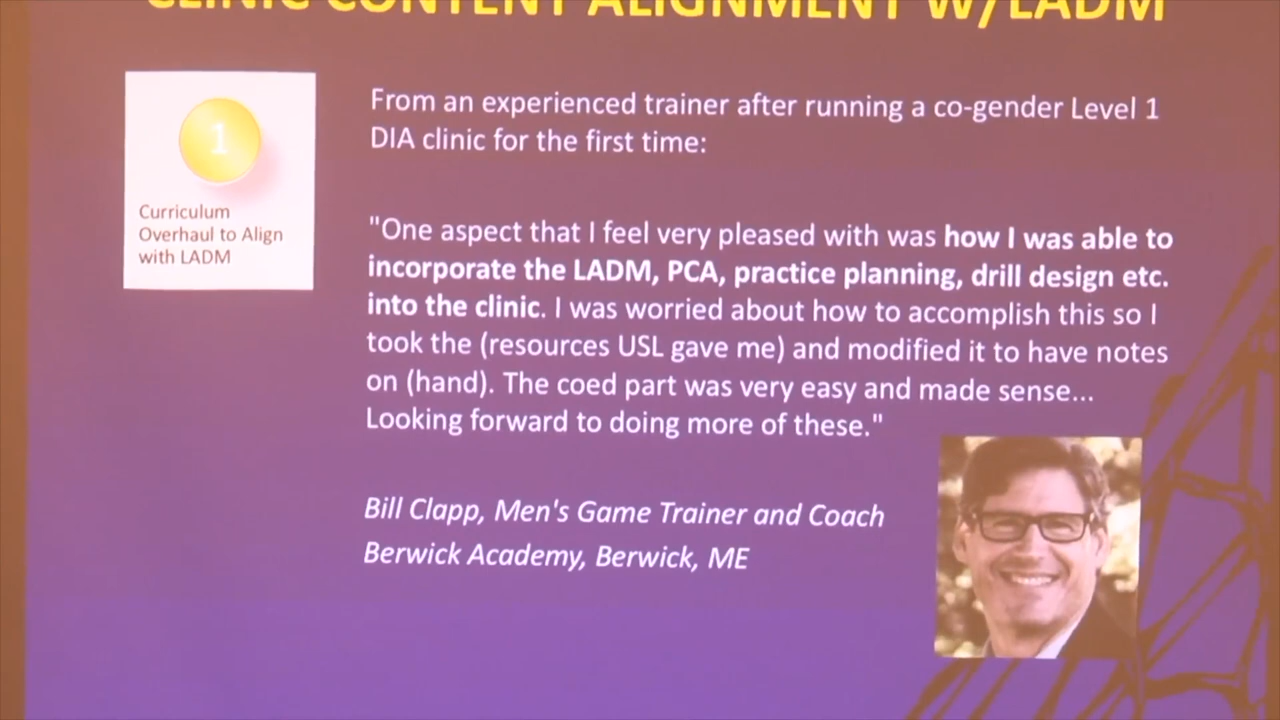 CLINIC CONTENT ALIGNMENT W/LADM
1
Curriculum
Overhaul to Align
with LADM
From an experienced trainer after running a co-gender Level 1
DIA clinic for the first time:
"One aspect that I feel very pleased with was how I was able to
incorporate the LADM, PCA, practice planning, drill design etc.
into the clinic. I was worried about how to accomplish this so I
took the (resources USL gave me) and modified it to have notes
on (hand). The coed part was very easy and made sense...
Looking forward to doing more of these."
Bill Clapp, Men's Game Trainer and Coach
Berwick Academy, Berwick, ME